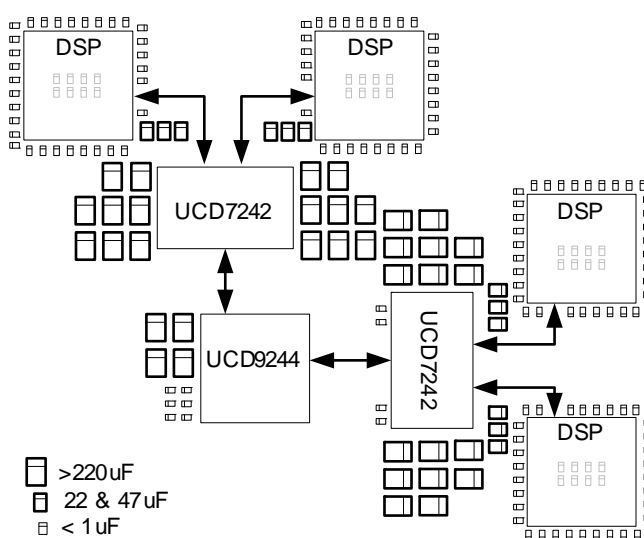 DSP
DSP
UCD7242
DSP
UCD9244
UCD7242
DSP
>220uF
22 & 47uF
< 1uF